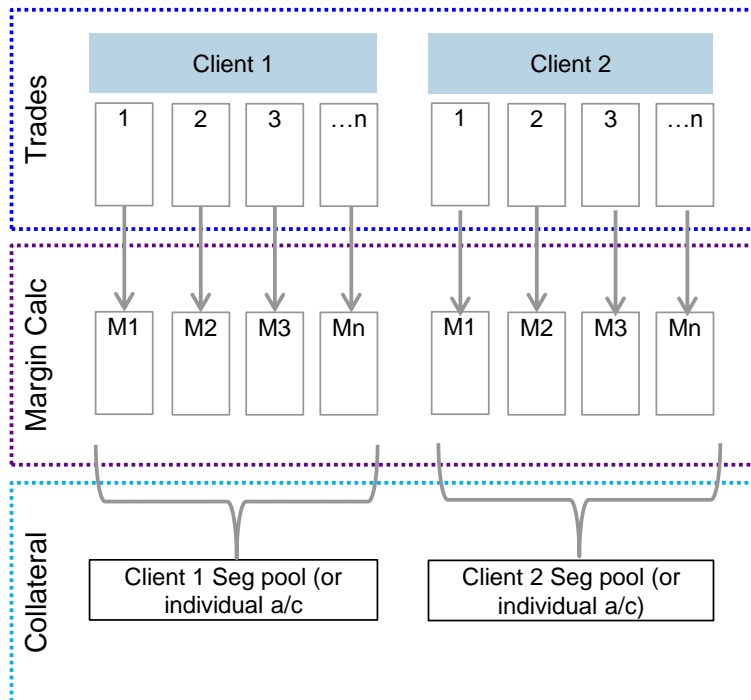 Trades
Client 1
Client 2
1 2 3 …n
1 2 3 …n
Margin Calc
M1 M2 M3 Mn
M1 M2 M3 Mn
Collateral
Client 1 Seg pool (or
individual a/c
Client 2 Seg pool (or
individual a/c)